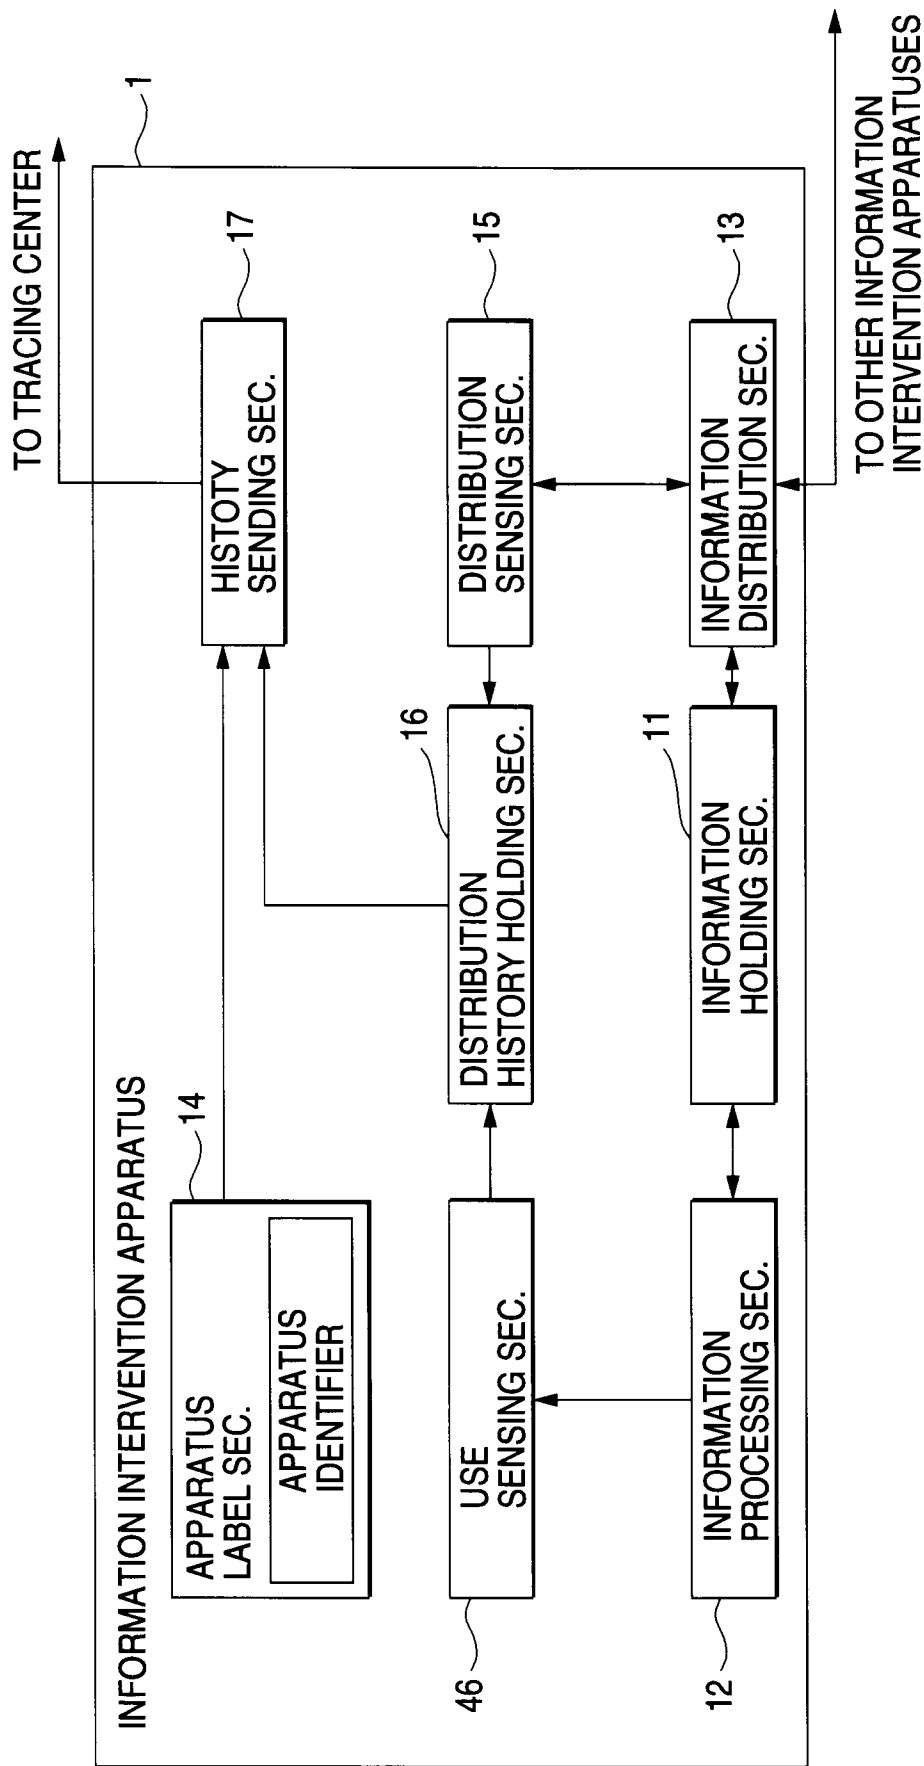 INFORMATION INTERVENTION APPARATUS
1
TO TRACING CENTER
14
APPARATUS
LABEL SEC.
APPARATUS
IDENTIFIER
17
HISTOTY
SENDING SEC.
46
USE
SENSING SEC.
16
DISTRIBUTION
HISTORY HOLDING SEC.
15
DISTRIBUTION
SENSING SEC.
12
INFORMATION
PROCESSING SEC.
11
INFORMATION
HOLDING SEC.
13
INFORMATION
DISTRIBUTION SEC.
TO OTHER INFORMATION
INTERVENTION APPARATUSES